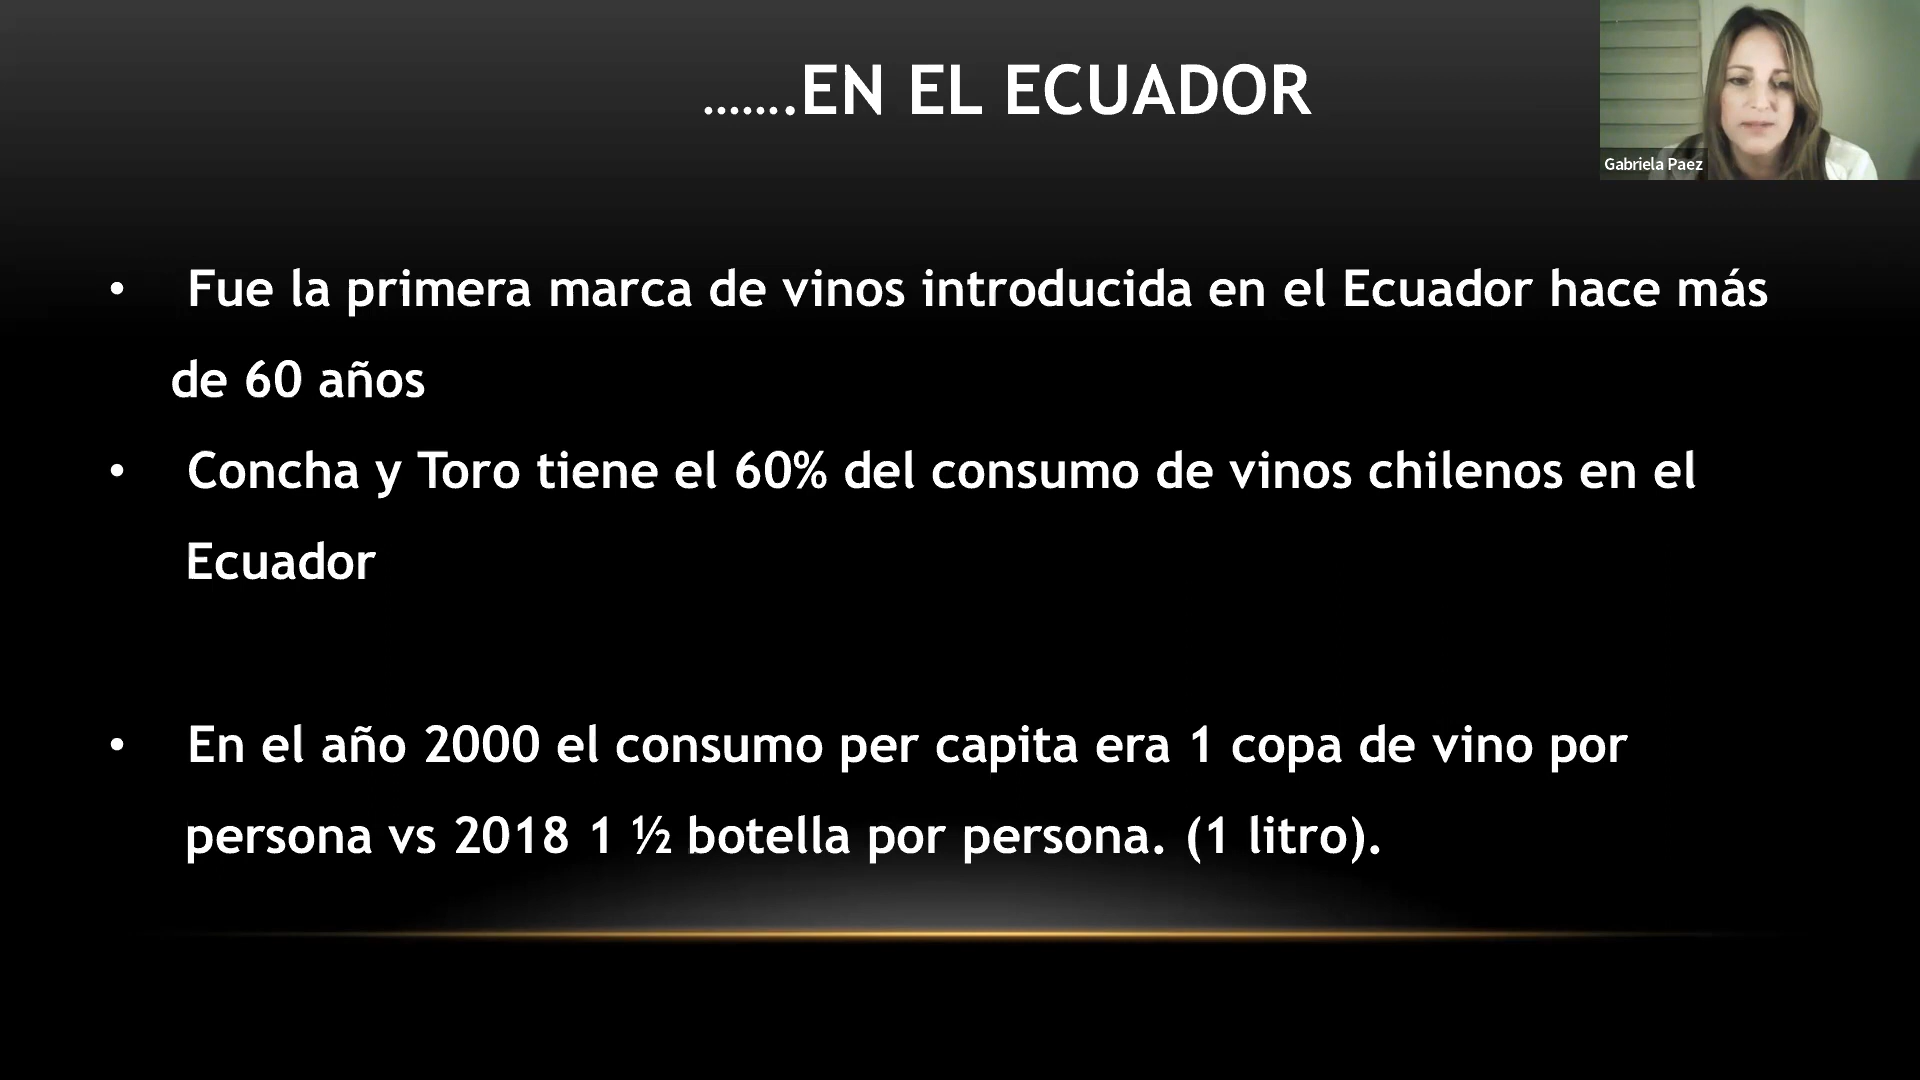 .......EN EL ECUADOR
Gabriela Paez
• Fue la primera marca de vinos introducida en el Ecuador hace más
de 60 años
• Concha y Toro tiene el 60% del consumo de vinos chilenos en el
Ecuador
• En el año 2000 el consumo per capita era 1 copa de vino por
persona vs 2018 1 ½ botella por persona. (1 litro).